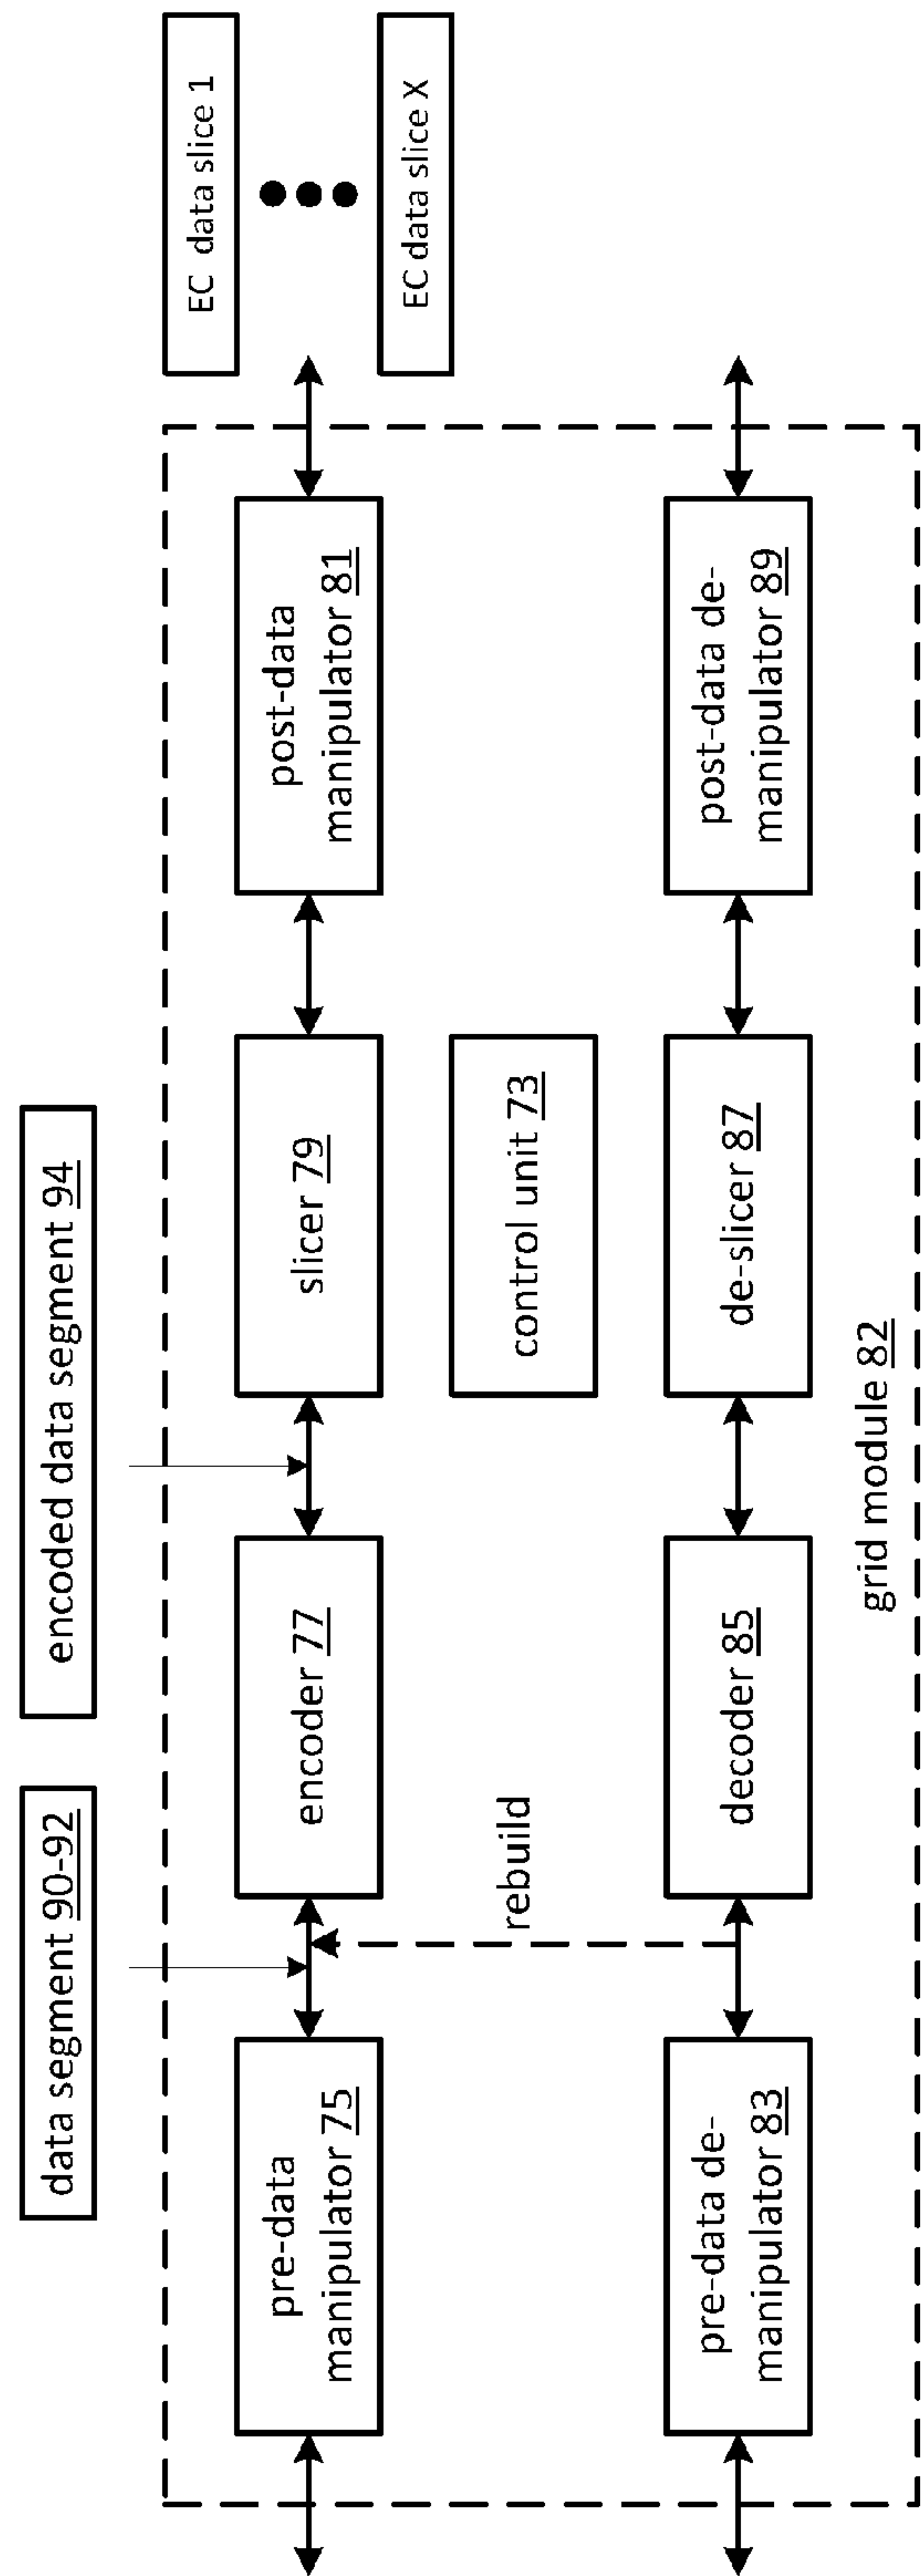 data segment 90-92
encoded data segment 94
EC data slice 1
EC data slice X
pre-data
manipulator 75
encoder 77
slicer 79
post-data
manipulator 81
rebuild
control unit 73
pre-data de-
manipulator 83
decoder 85
de-slicer 87
post-data de-
manipulator 89
grid module 82